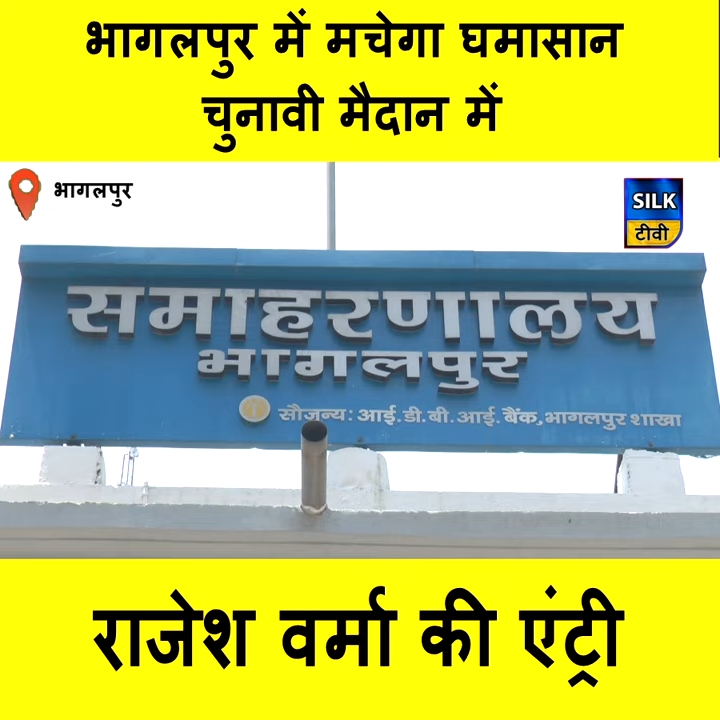 भागलपुर में मचेगा घमासान
चुनावी मैदान में
भागलपुर
SILK
टीवी
समाहरणालय
भागलपुर
सौजन्य: आई.डी.बी.आई. बैंक,भागलपुर शाखा
राजेश वर्मा की एंट्री